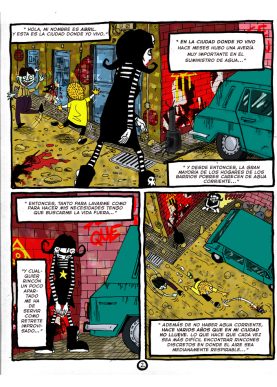 " HOLA, MI NOMBRE ES ABRIL.
Y ESTA ES LA CIUDAD DONDE YO VIVO.
" EN LA CIUDAD DONDE YO VIVO
HACE MESES HUBO UNA AVERÍA
MUY IMPORTANTE EN EL
SUMINISTRO DE AGUA... "
" Y DESDE ENTONCES, LA GRAN
MAYORIA DE LOS HOGARES DE LOS
BARRIOS POBRES CARECEN DE AGUA
CORRIENTE... "
" ENTONCES, TANTO PARA LAVARME COMO
PARA HACER MIS NECESIDADES TENGO
QUE BUSCARME LA VIDA FUERA... "
QUE
"Y CUAL-
QUIER
RINCÓN
UN POCO
APAR-
TADO
ME HA
DE
SERVIR
COMO
RETRETE
IMPROVI-
SADO... "
" ADEMÁS DE NO HABER AGUA CORRIENTE,
HACE VARIOS AÑOS QUE EN MI CIUDAD
NO LLUEVE. LO QUE HACE QUE CADA VEZ
SEA MÁS DIFÍCIL ENCONTRAR RINCONES
DISCRETOS EN DONDE EL AIRE SEA
MEDIANAMENTE RESPIRABLE... "
2